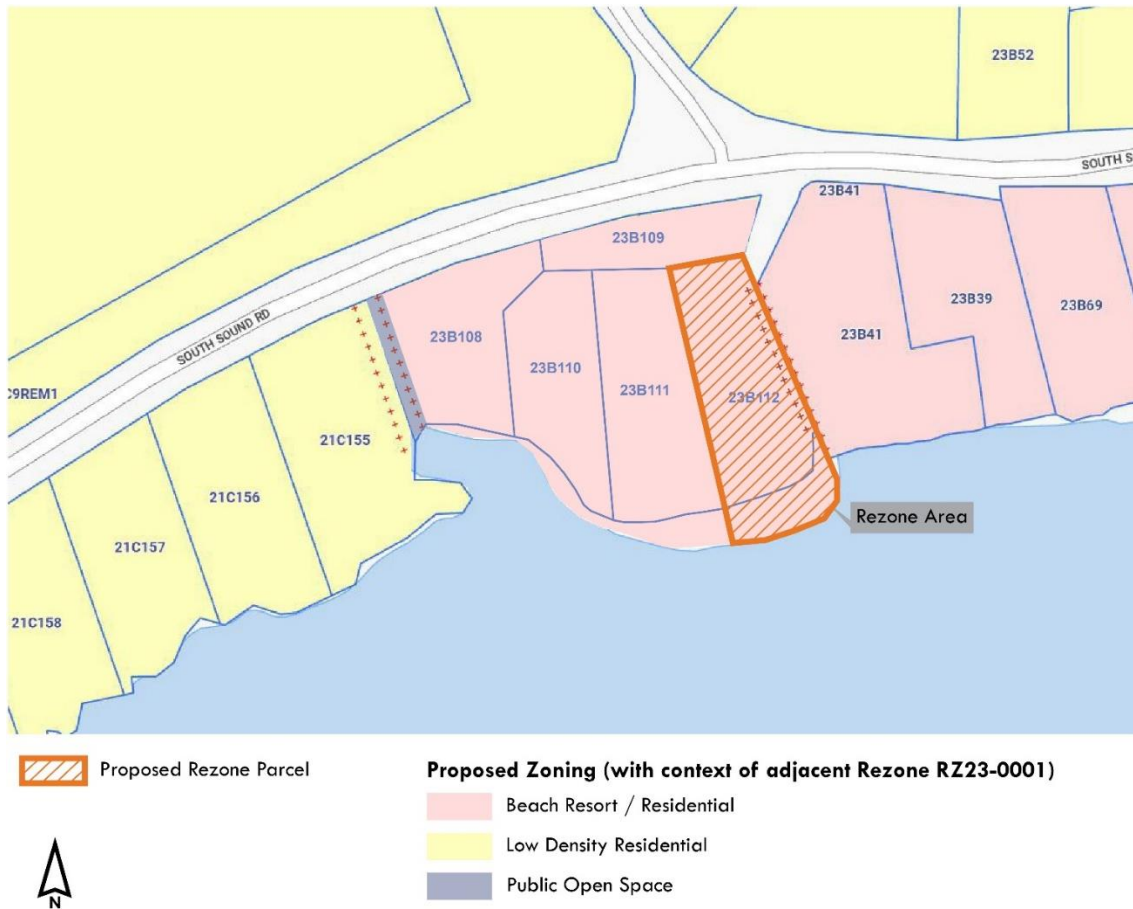 23B52
SOUTH S
23B41
23B109
23B39
23B69
SOUTH SOUND RD
23B108
23B41
23B110
23B111
23B112
C9REM1
21C155
21C156
Rezone Area
21C157
21C158
Proposed Rezone Parcel
Proposed Zoning (with context of adjacent Rezone RZ23-0001)
Beach Resort / Residential
Low Density Residential
Public Open Space
N